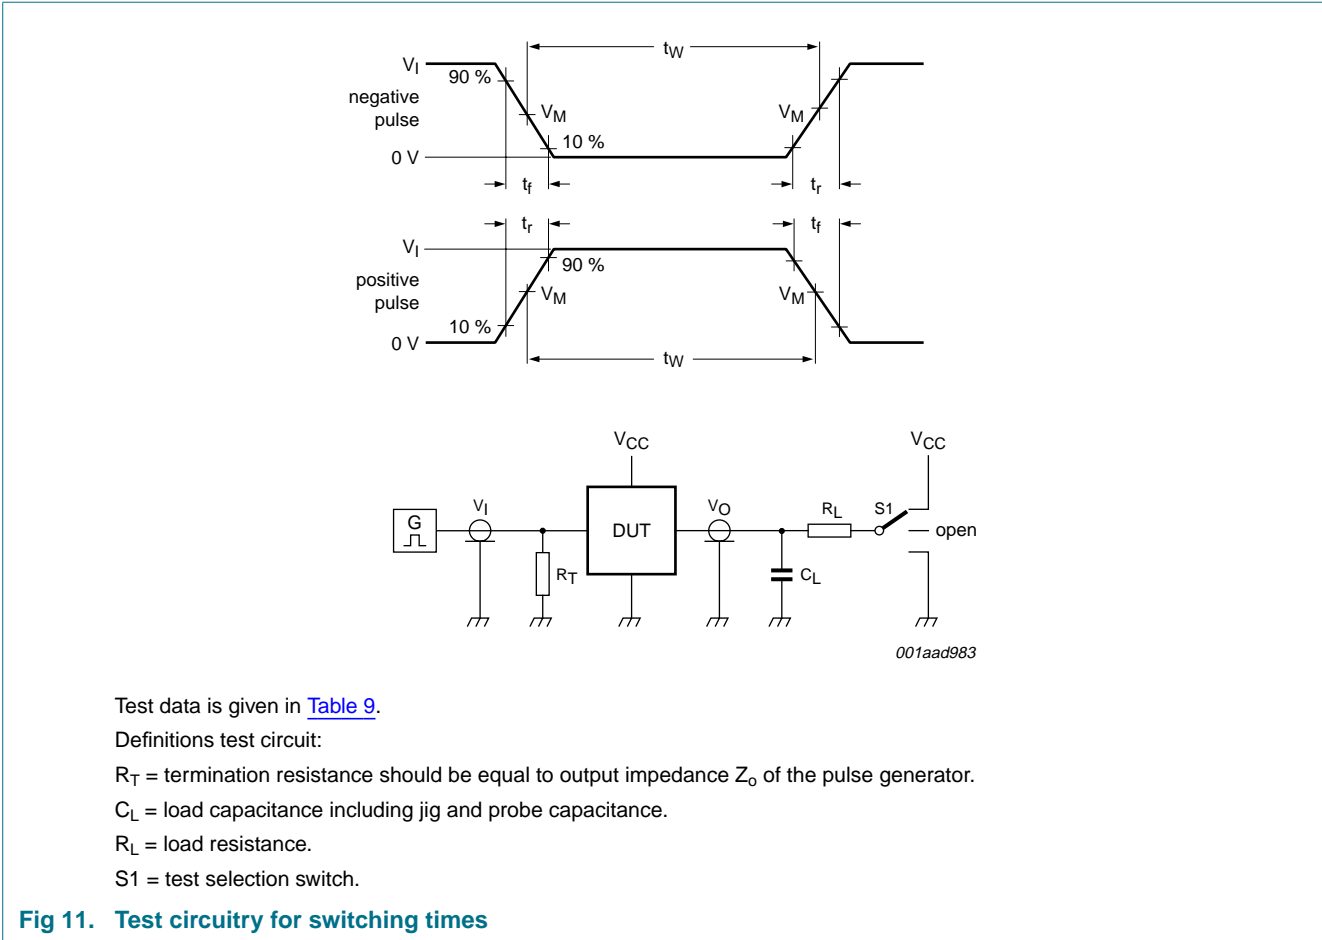 tW
VI
90 %
negative
pulse
VM
VM
10 %
0 V
tf
tr
tr
tf
VI
90 %
positive
pulse
VM
VM
10 %
0 V
tW
VCC
VCC
VI
VO
RL
S1
G
DUT
open
RT
CL
001aad983
Test data is given in Table 9.
Definitions test circuit:
RT = termination resistance should be equal to output impedance Zo of the pulse generator.
CL = load capacitance including jig and probe capacitance.
RL = load resistance.
S1 = test selection switch.
Fig 11. Test circuitry for switching times